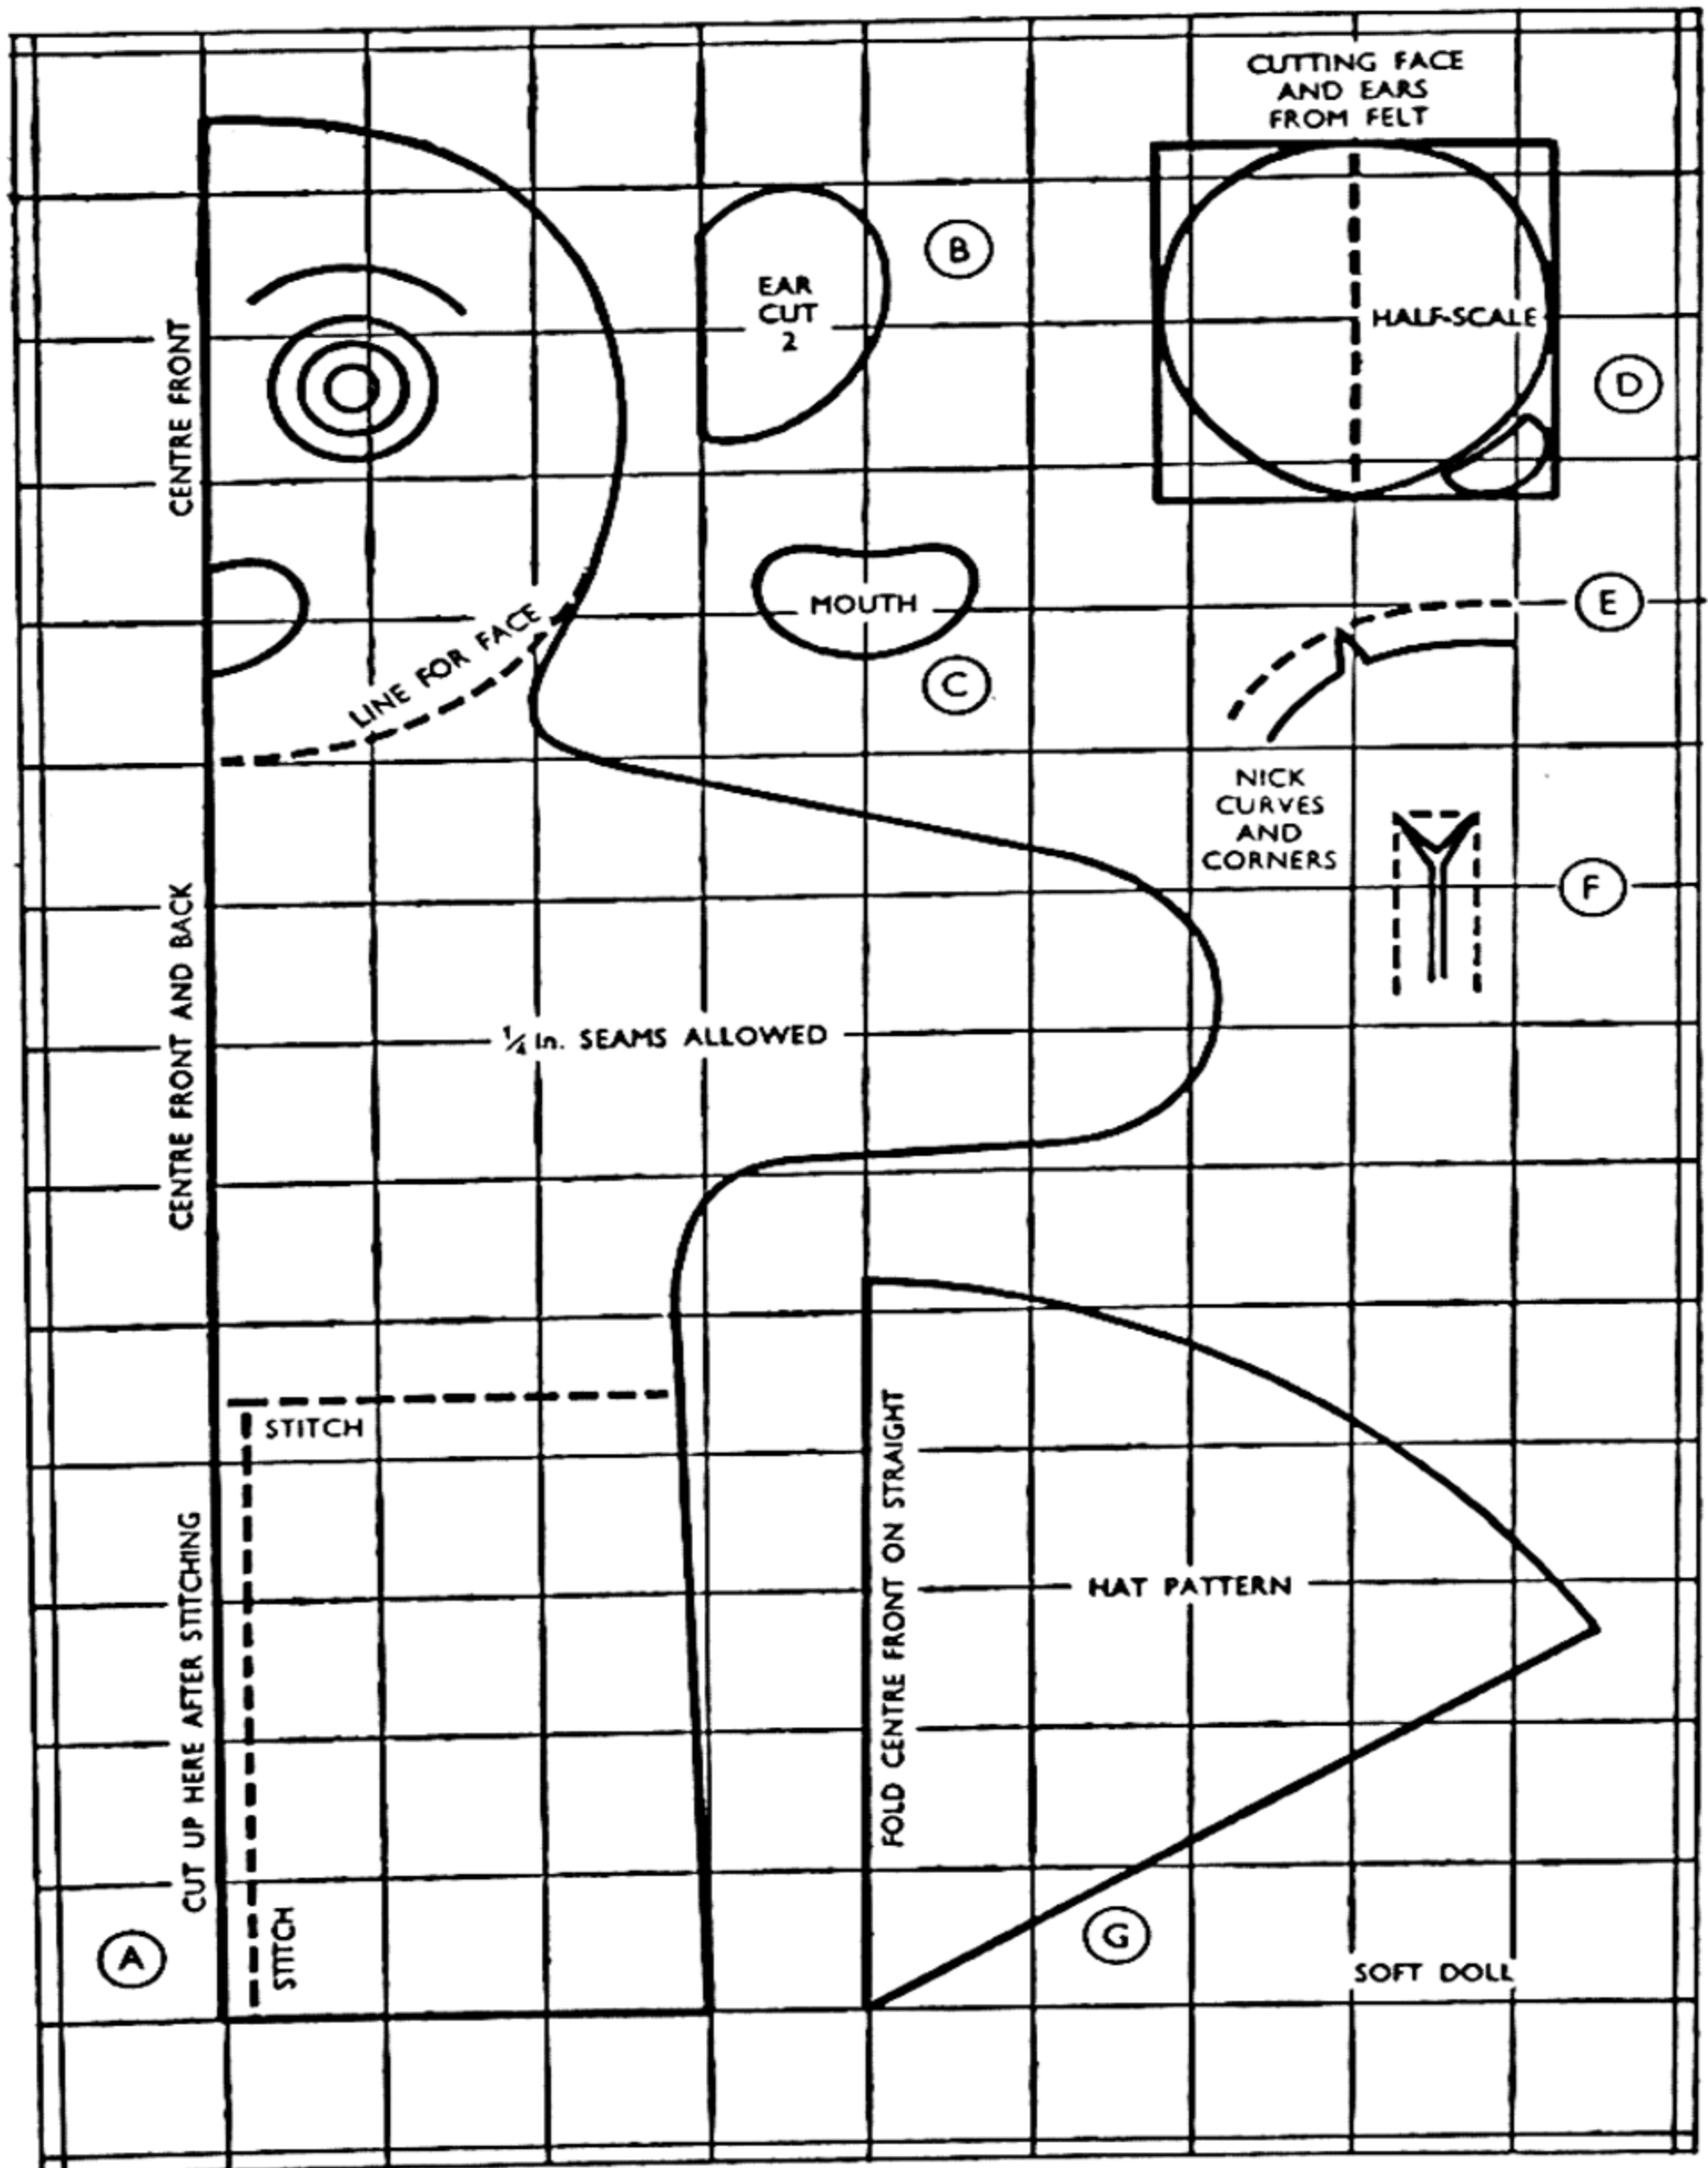 CUTTING FACE
AND EARS
FROM FELT
B
EAR
CUT
2
HALF-SCALE
D
CENTRE FRONT
LINE FOR FACE
MOUTH
C
E
NICK
CURVES
AND
CORNERS
F
CENTRE FRONT AND BACK
¼ In. SEAMS ALLOWED
STITCH
CUT UP HERE AFTER STITCHING
STITCH
A
FOLD CENTRE FRONT ON STRAIGHT
HAT PATTERN
G
SOFT DOLL